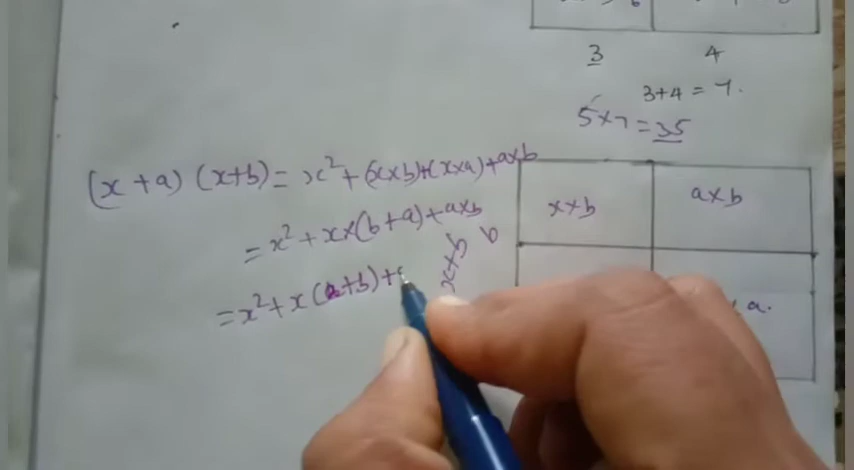 3 4
3+4 = 7.
5×7 = 35
(x +a) (x+b) = x² + (x×b)+(x×a)+a×b
= x² + x×(b+a)+a×b
= x² + x (a+b)+
x+b
b
x×b a×b
a.